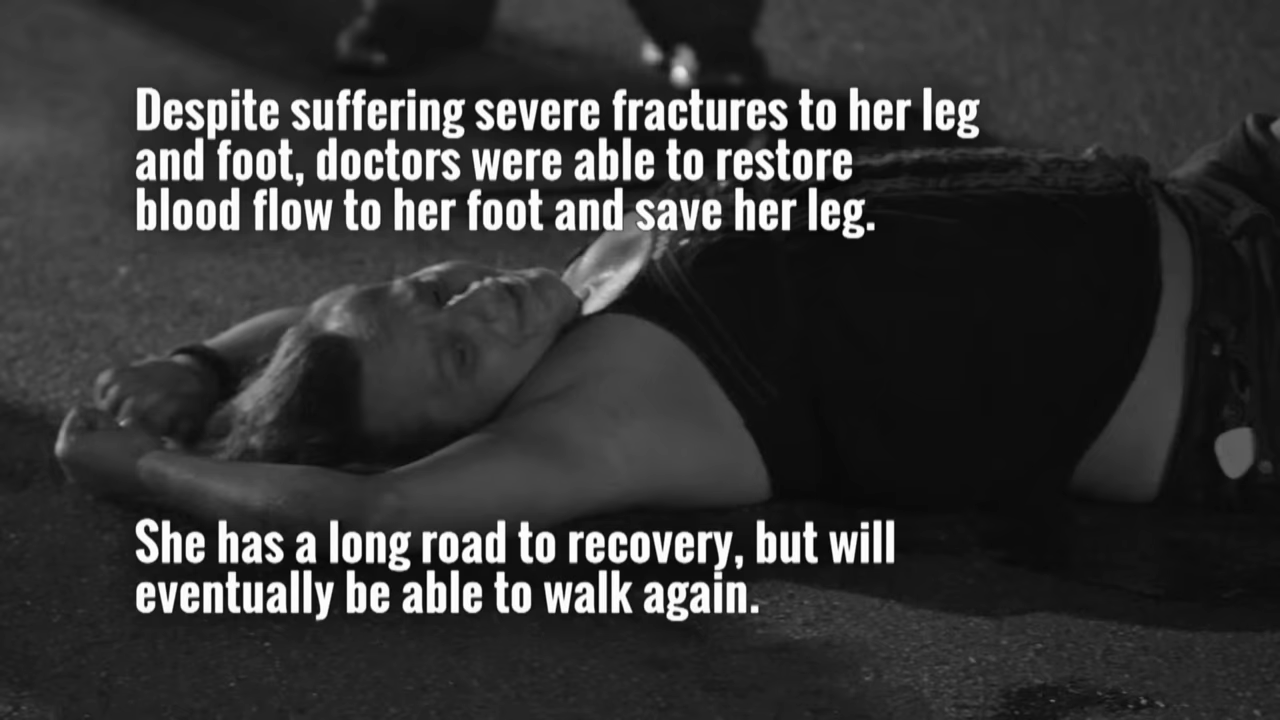 Despite suffering severe fractures to her leg
and foot, doctors were able to restore
blood flow to her foot and save her leg.
She has a long road to recovery, but will
eventually be able to walk again.